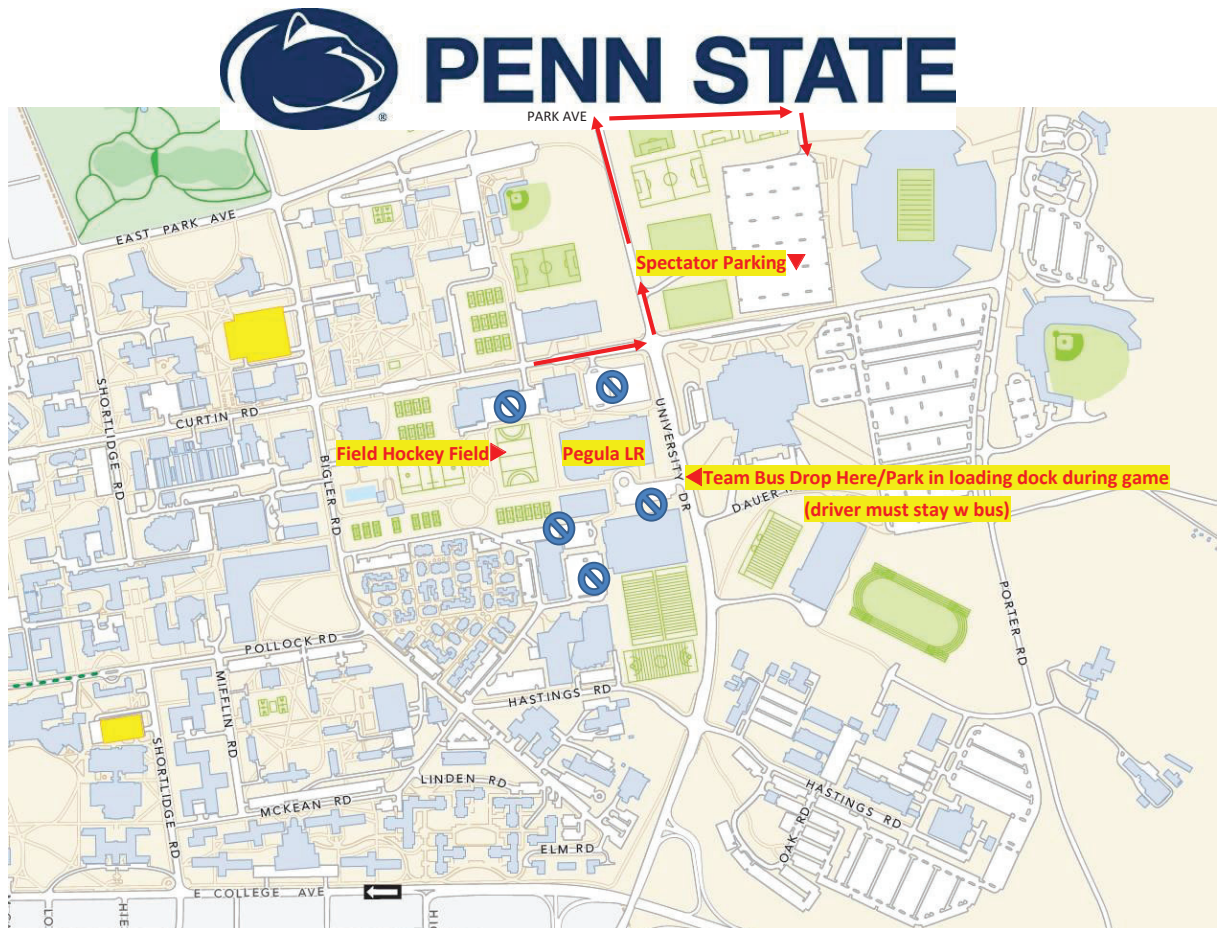 PENN STATE
®
PARK AVE
EAST PARK AVE
Spectator Parking
SHORTLIDGE RD
CURTIN RD
BIGLER RD
UNIVERSITY DR
Field Hockey Field
Pegula LR
Team Bus Drop Here/Park in loading dock during game
(driver must stay w bus)
DAUER
PORTER RD
POLLOCK RD
MIFFLIN RD
HASTINGS RD
SHORTLIDGE RD
LINDEN RD
MCKEAN RD
HASTINGS RD
OAK RD
ELM RD
E COLLEGE AVE